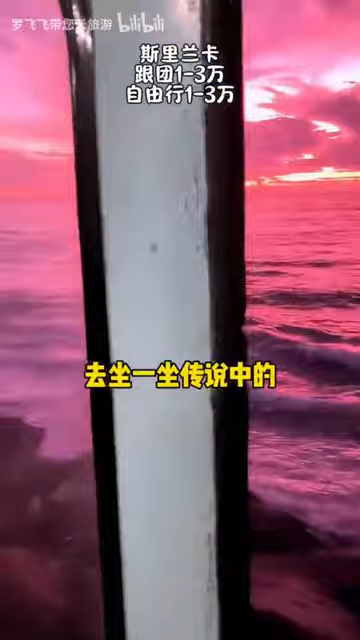 罗飞飞带您去旅游 bilibili
斯里兰卡
跟团1-3万
自由行1-3万
去坐一坐传说中的